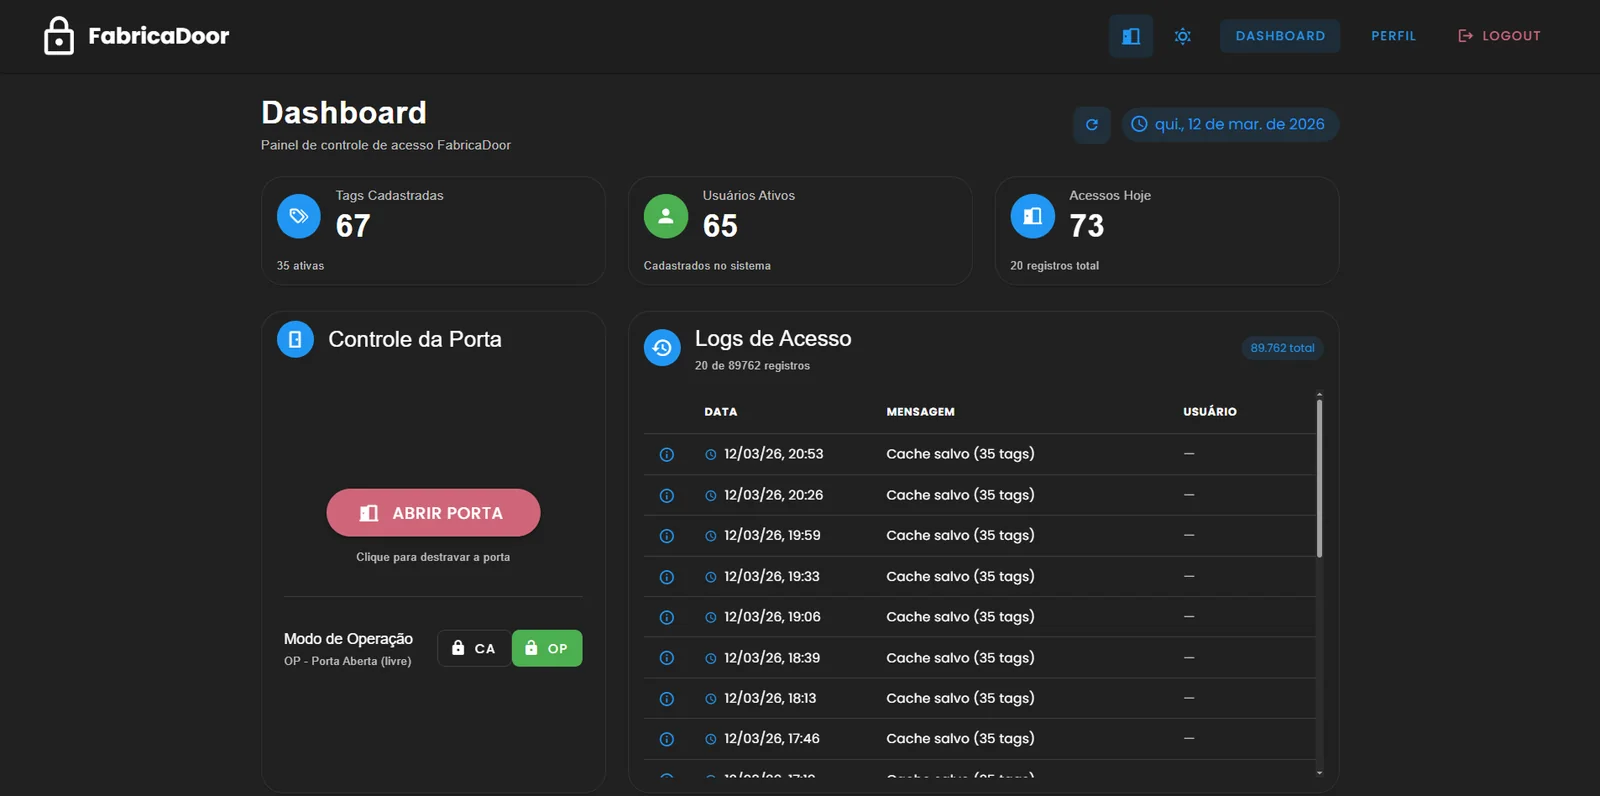 FabricaDoor
DASHBOARD
PERFIL
LOGOUT
Dashboard
Painel de controle de acesso FabricaDoor
qui., 12 de mar. de 2026
Tags Cadastradas
67
35 ativas
Usuários Ativos
65
Cadastrados no sistema
Acessos Hoje
73
20 registros total
Controle da Porta
ABRIR PORTA
Clique para destravar a porta
Modo de Operação
OP - Porta Aberta (livre)
CA
OP
Logs de Acesso
20 de 89762 registros
89.762 total
DATA MENSAGEM USUÁRIO
12/03/26, 20:53 Cache salvo (35 tags) —
12/03/26, 20:26 Cache salvo (35 tags) —
12/03/26, 19:59 Cache salvo (35 tags) —
12/03/26, 19:33 Cache salvo (35 tags) —
12/03/26, 19:06 Cache salvo (35 tags) —
12/03/26, 18:39 Cache salvo (35 tags) —
12/03/26, 18:13 Cache salvo (35 tags) —
12/03/26, 17:46 Cache salvo (35 tags) —